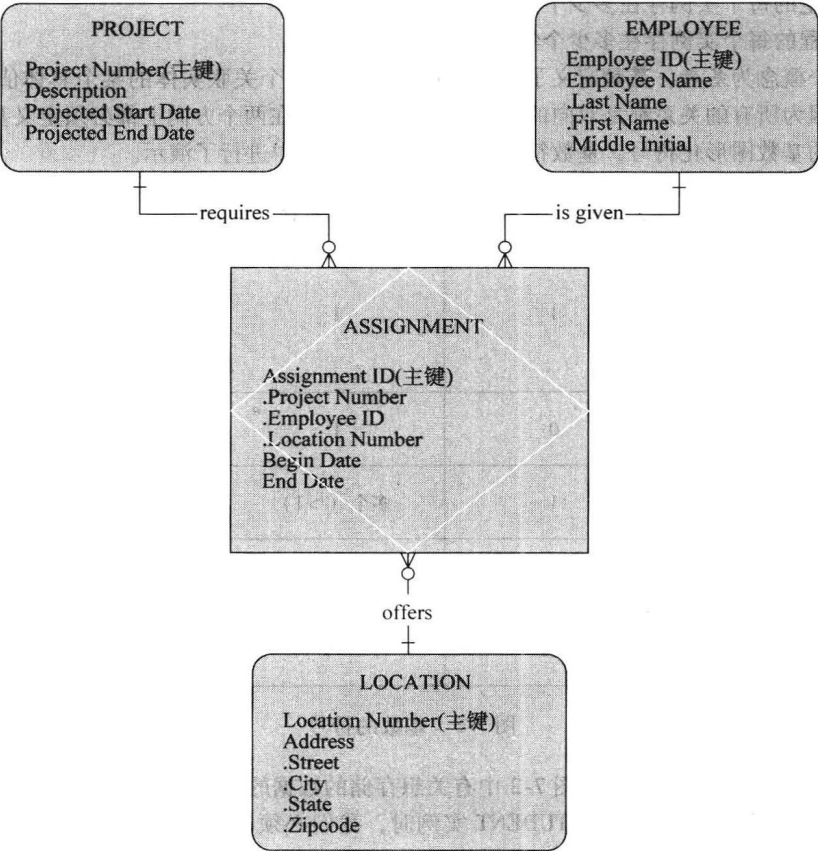 PROJECT
Project Number(主键)
Description
Projected Start Date
Projected End Date
EMPLOYEE
Employee ID(主键)
Employee Name
.Last Name
.First Name
.Middle Initial
requires
is given
ASSIGNMENT
Assignment ID(主键)
.Project Number
.Employee ID
.Location Number
Begin Date
End Date
offers
LOCATION
Location Number(主键)
Address
.Street
.City
.State
.Zipcode